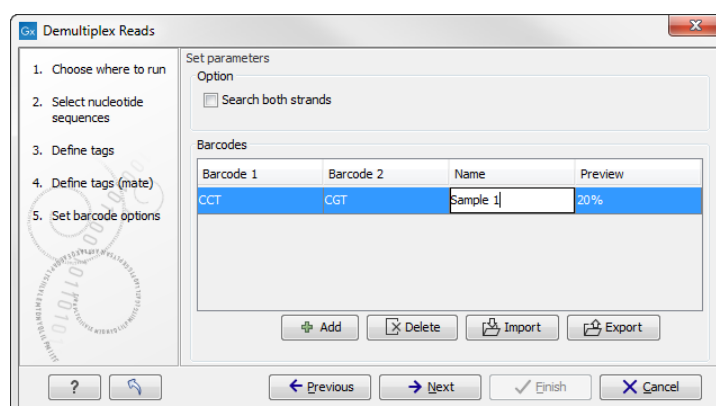 Gx Demultiplex Reads
1. Choose where to run
2. Select nucleotide
sequences
3. Define tags
4. Define tags (mate)
5. Set barcode options
Set parameters
Option
Search both strands
Barcodes
Barcode 1 Barcode 2 Name Preview
CCT CGT Sample 1 20%
Add Delete Import Export
? Previous Next Finish Cancel